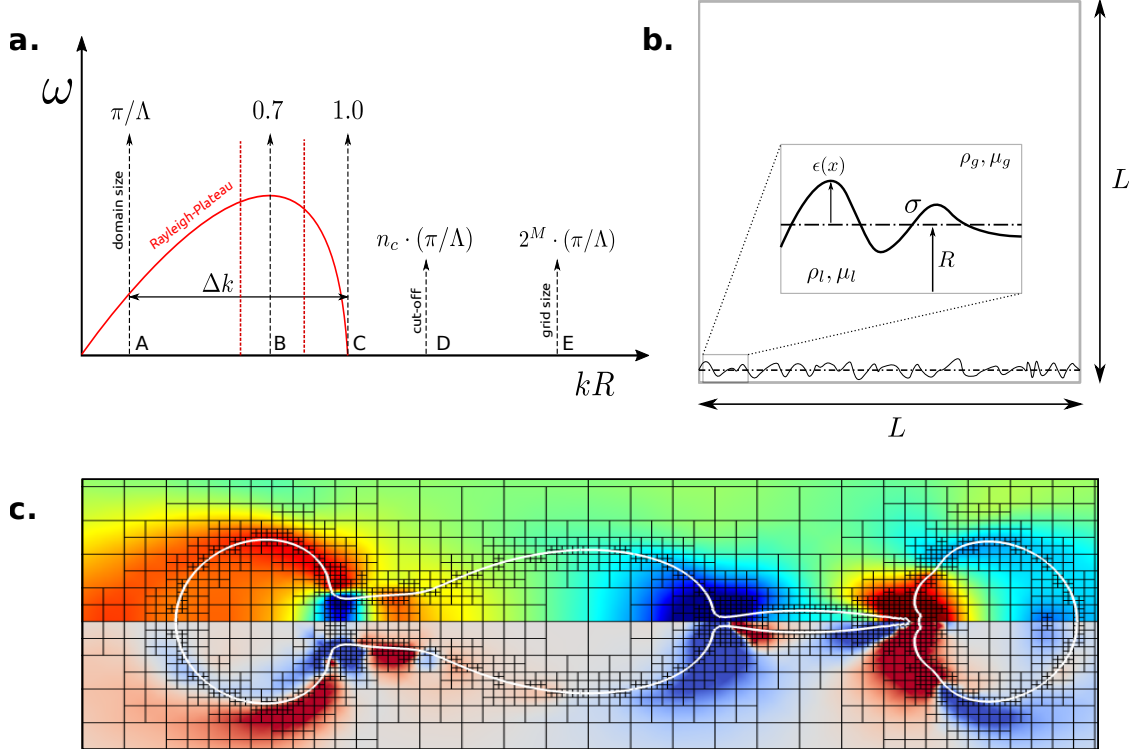 a.
ω
π/Λ
0.7
1.0
domain size
Rayleigh-Plateau
Δk
n_c · (π/Λ)
2^M · (π/Λ)
cut-off
grid size
A
B
C
D
E
kR
b.
ρ_g, μ_g
ϵ(x)
σ
R
ρ_l, μ_l
L
L
c.